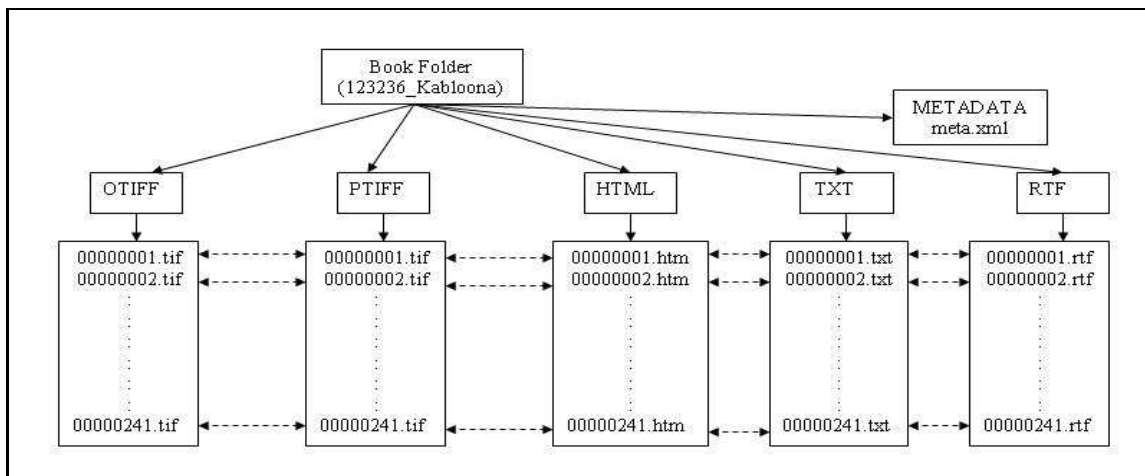 Book Folder
(123236_Kabloona)
METADATA
meta.xml
OTIFF
PTIFF
HTML
TXT
RTF
00000001.tif
00000002.tif
00000241.tif
00000001.tif
00000002.tif
00000241.tif
00000001.htm
00000002.htm
00000241.htm
00000001.txt
00000002.txt
00000241.txt
00000001.rtf
00000002.rtf
00000241.rtf